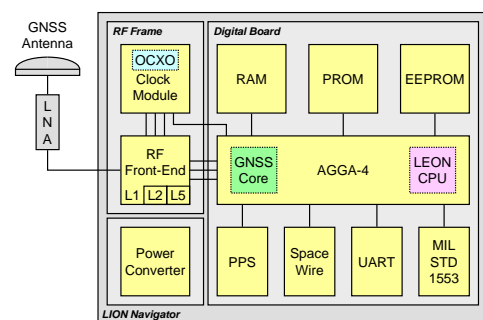 GNSS
Antenna
L
N
A
RF Frame
OCXO
Clock
Module
RF
Front-End
L1 L2 L5
Power
Converter
Digital Board
RAM
PROM
EEPROM
GNSS
Core
AGGA-4
LEON
CPU
PPS
Space
Wire
UART
MIL
STD
1553
LION Navigator